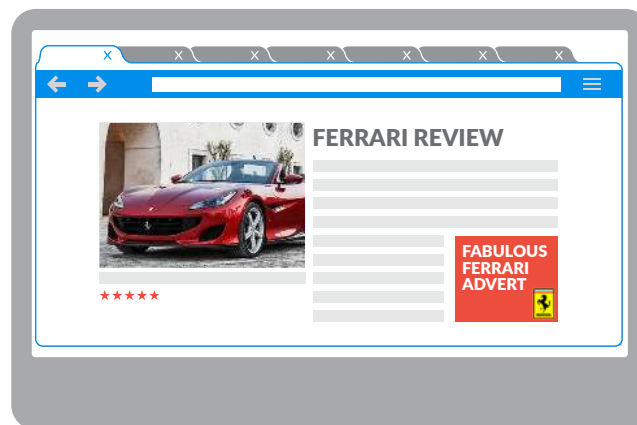 X X X X X X X
FERRARI REVIEW
FABULOUS
FERRARI
ADVERT